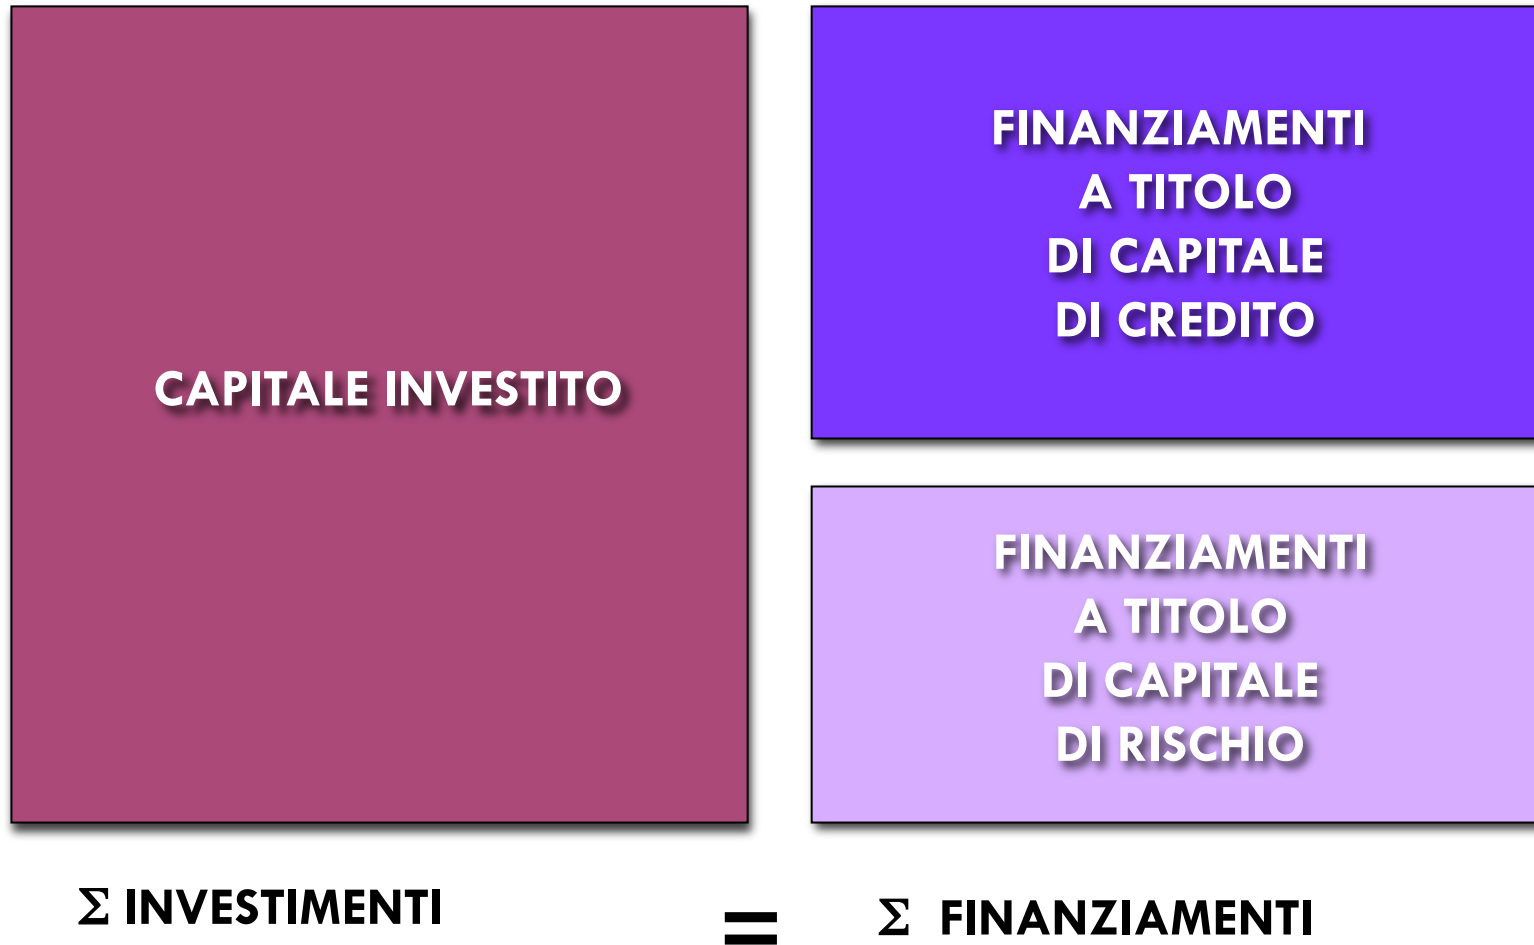 CAPITALE INVESTITO
FINANZIAMENTI
A TITOLO
DI CAPITALE
DI CREDITO
FINANZIAMENTI
A TITOLO
DI CAPITALE
DI RISCHIO
Σ INVESTIMENTI = Σ FINANZIAMENTI